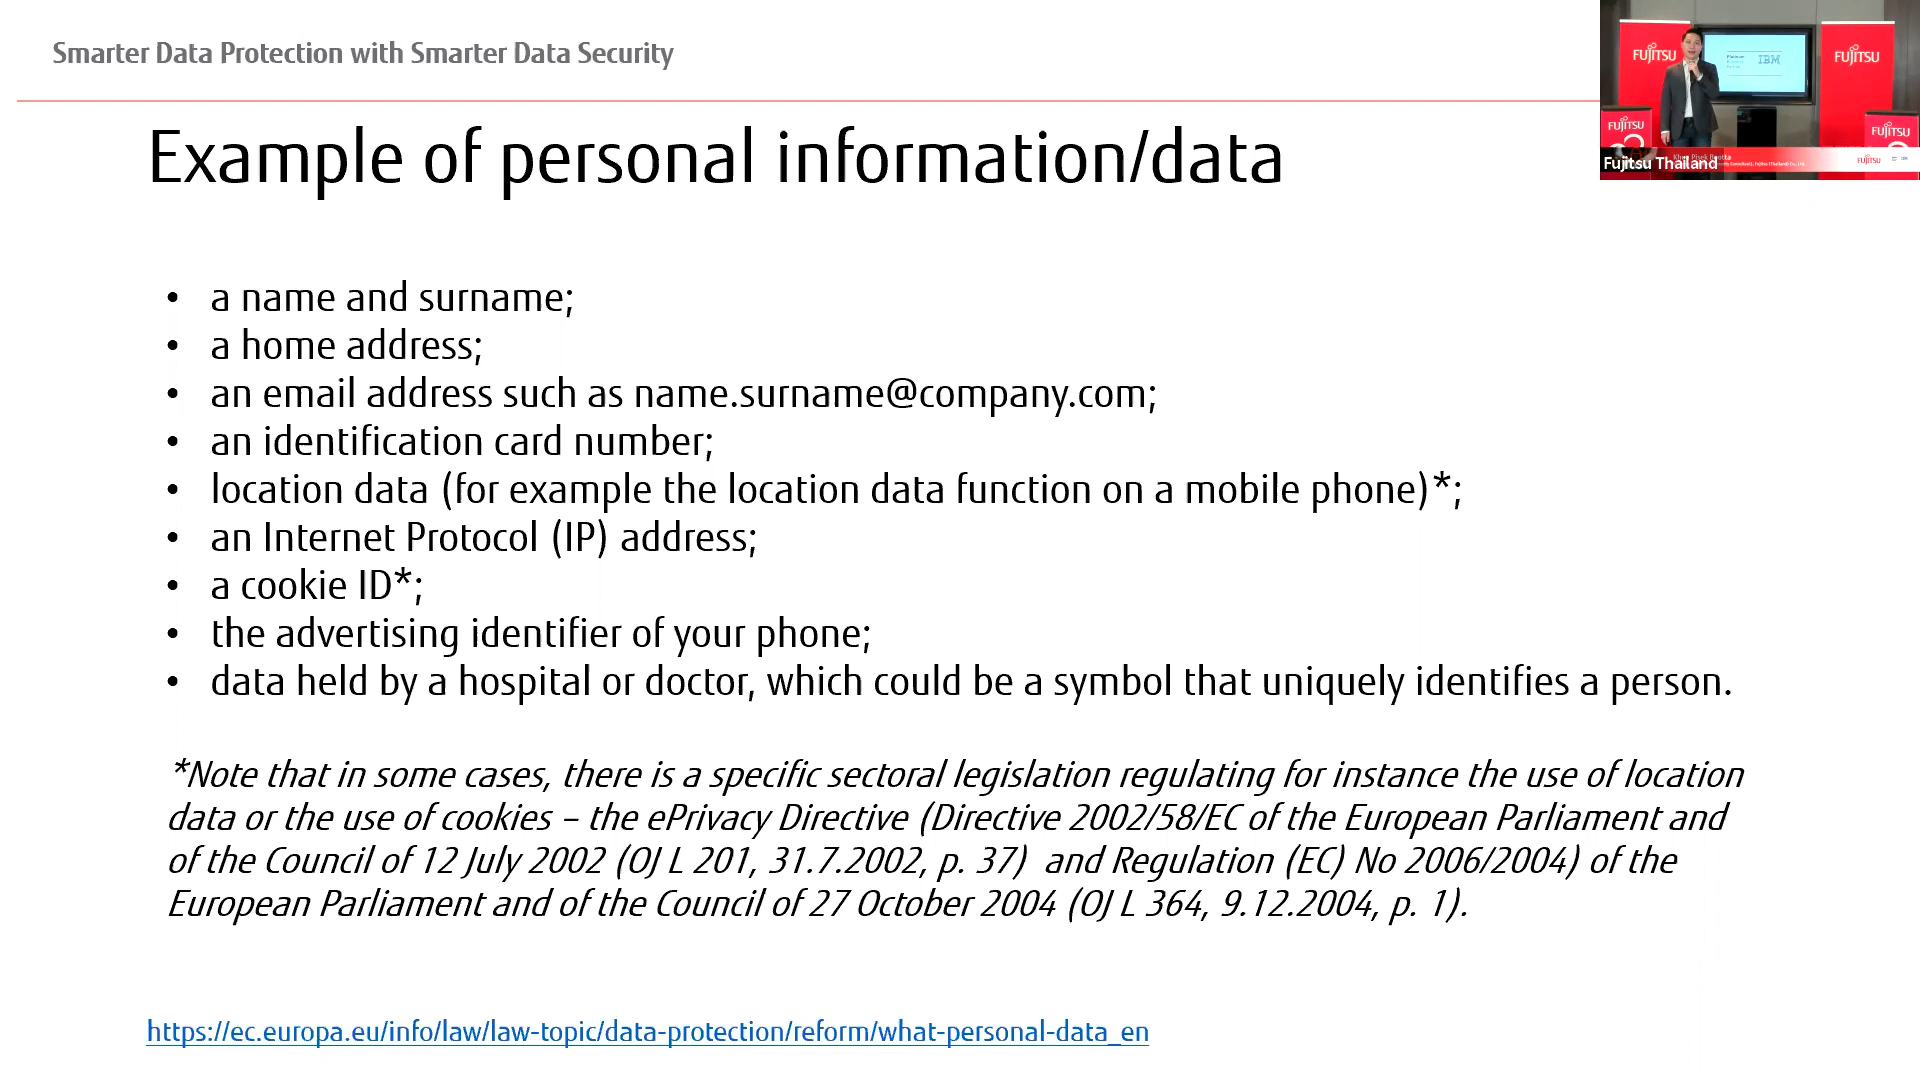 Smarter Data Protection with Smarter Data Security
FUJITSU
IBM
FUJITSU
FUJITSU
FUJITSU
Fujitsu Thailand
FUJITSU
Example of personal information/data
• a name and surname;
• a home address;
• an email address such as name.surname@company.com;
• an identification card number;
• location data (for example the location data function on a mobile phone)*;
• an Internet Protocol (IP) address;
• a cookie ID*;
• the advertising identifier of your phone;
• data held by a hospital or doctor, which could be a symbol that uniquely identifies a person.
*Note that in some cases, there is a specific sectoral legislation regulating for instance the use of location
data or the use of cookies – the ePrivacy Directive (Directive 2002/58/EC of the European Parliament and
of the Council of 12 July 2002 (OJ L 201, 31.7.2002, p. 37)  and Regulation (EC) No 2006/2004) of the
European Parliament and of the Council of 27 October 2004 (OJ L 364, 9.12.2004, p. 1).
https://ec.europa.eu/info/law/law-topic/data-protection/reform/what-personal-data_en